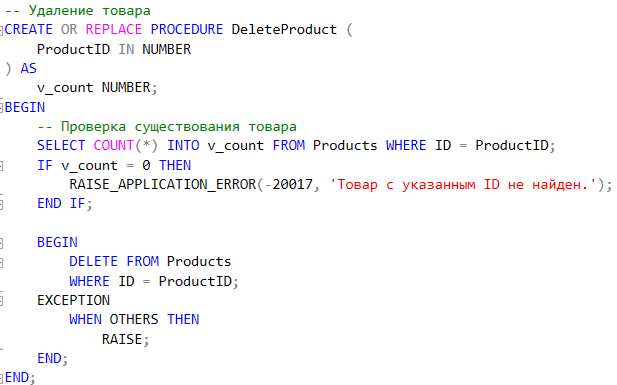 -- Удаление товара
CREATE OR REPLACE PROCEDURE DeleteProduct (
    ProductID IN NUMBER
) AS
    v_count NUMBER;
BEGIN
    -- Проверка существования товара
    SELECT COUNT(*) INTO v_count FROM Products WHERE ID = ProductID;
    IF v_count = 0 THEN
        RAISE_APPLICATION_ERROR(-20017, 'Товар с указанным ID не найден.');
    END IF;

    BEGIN
        DELETE FROM Products
        WHERE ID = ProductID;
    EXCEPTION
        WHEN OTHERS THEN
            RAISE;
    END;
END;